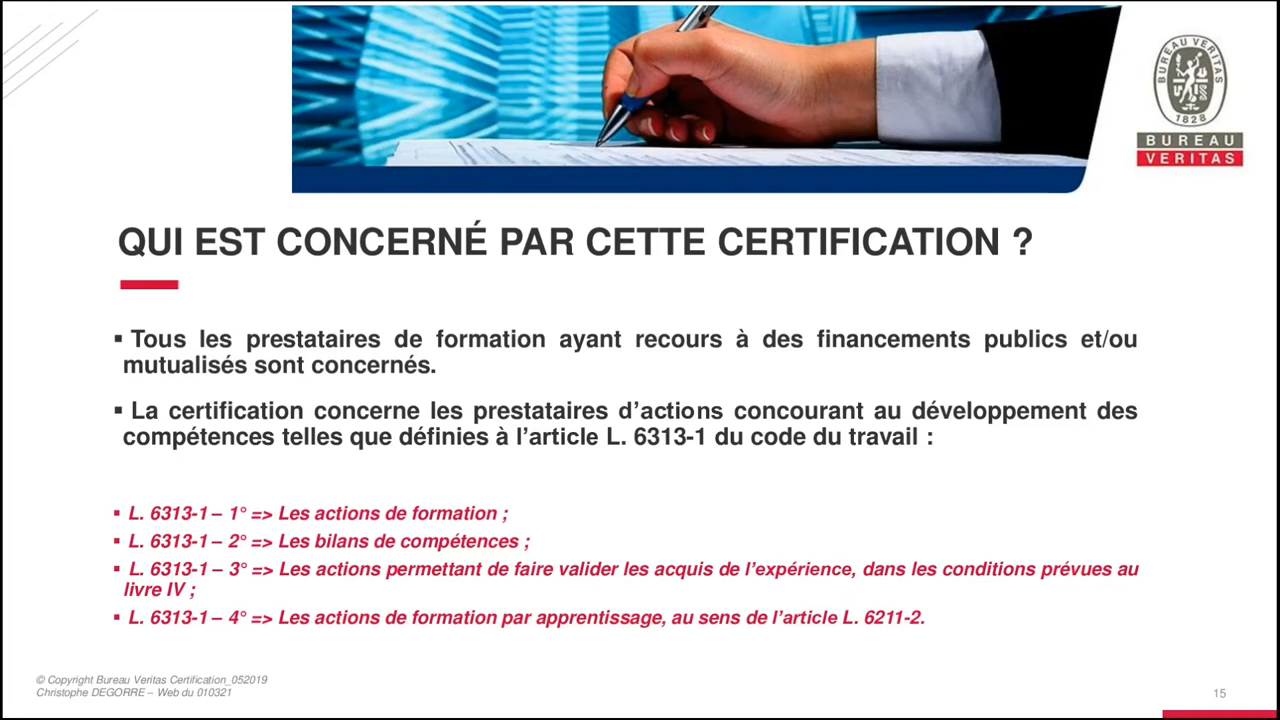 BUREAU VERITAS
1828
BUREAU
VERITAS
QUI EST CONCERNÉ PAR CETTE CERTIFICATION ?
▪ Tous les prestataires de formation ayant recours à des financements publics et/ou
mutualisés sont concernés.
▪ La certification concerne les prestataires d’actions concourant au développement des
compétences telles que définies à l’article L. 6313-1 du code du travail :
▪ L. 6313-1 – 1° => Les actions de formation ;
▪ L. 6313-1 – 2° => Les bilans de compétences ;
▪ L. 6313-1 – 3° => Les actions permettant de faire valider les acquis de l’expérience, dans les conditions prévues au
livre IV ;
▪ L. 6313-1 – 4° => Les actions de formation par apprentissage, au sens de l’article L. 6211-2.
© Copyright Bureau Veritas Certification_052019
Christophe DEGORRE – Web du 010321
15